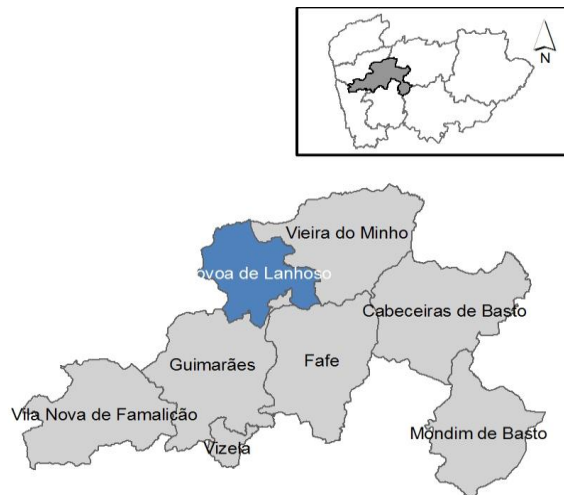 N
Vieira do Minho
ovoa de Lanhoso
Cabeceiras de Basto
Guimarães
Fafe
Vila Nova de Famalicão
Mondim de Basto
Vizela